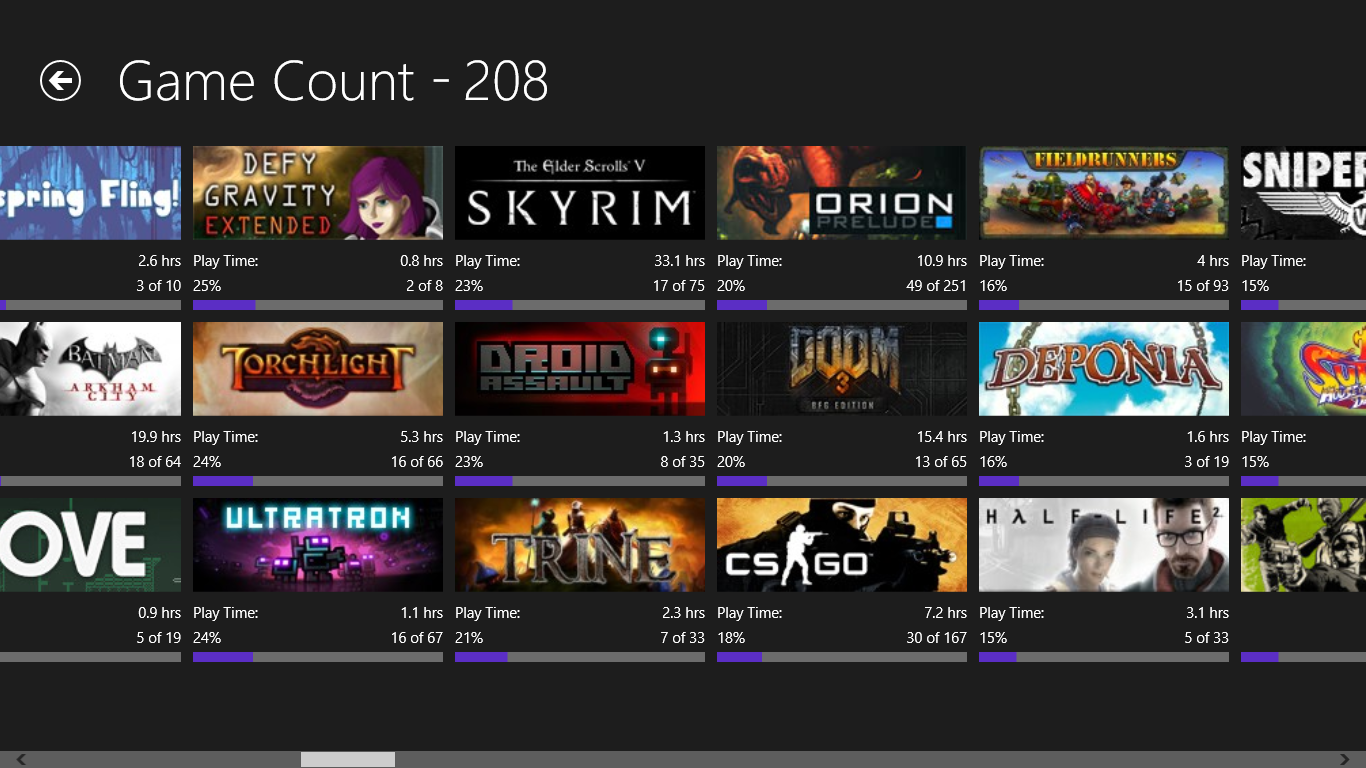 Game Count - 208
spring Fling!
2.6 hrs
3 of 10
DEFY
GRAVITY
EXTENDED
Play Time: 0.8 hrs
25% 2 of 8
The Elder Scrolls V
SKYRIM
Play Time: 33.1 hrs
23% 17 of 75
ORION
PRELUDE
Play Time: 10.9 hrs
20% 49 of 251
FIELDRUNNERS
Play Time: 4 hrs
16% 15 of 93
SNIPER
Play Time:
15%
BATMAN
ARKHAM
CITY
19.9 hrs
18 of 64
TORCHLIGHT
Play Time: 5.3 hrs
24% 16 of 66
DROID
ASSAULT
Play Time: 1.3 hrs
23% 8 of 35
DOOM
3
BFG EDITION
Play Time: 15.4 hrs
20% 13 of 65
DEPONIA
Play Time: 1.6 hrs
16% 3 of 19
Play Time:
15%
OVE
0.9 hrs
5 of 19
ULTRATRON
Play Time: 1.1 hrs
24% 16 of 67
TRINE
Play Time: 2.3 hrs
21% 7 of 33
CS GO
Play Time: 7.2 hrs
18% 30 of 167
HλLF-LIFE 2
Play Time: 3.1 hrs
15% 5 of 33